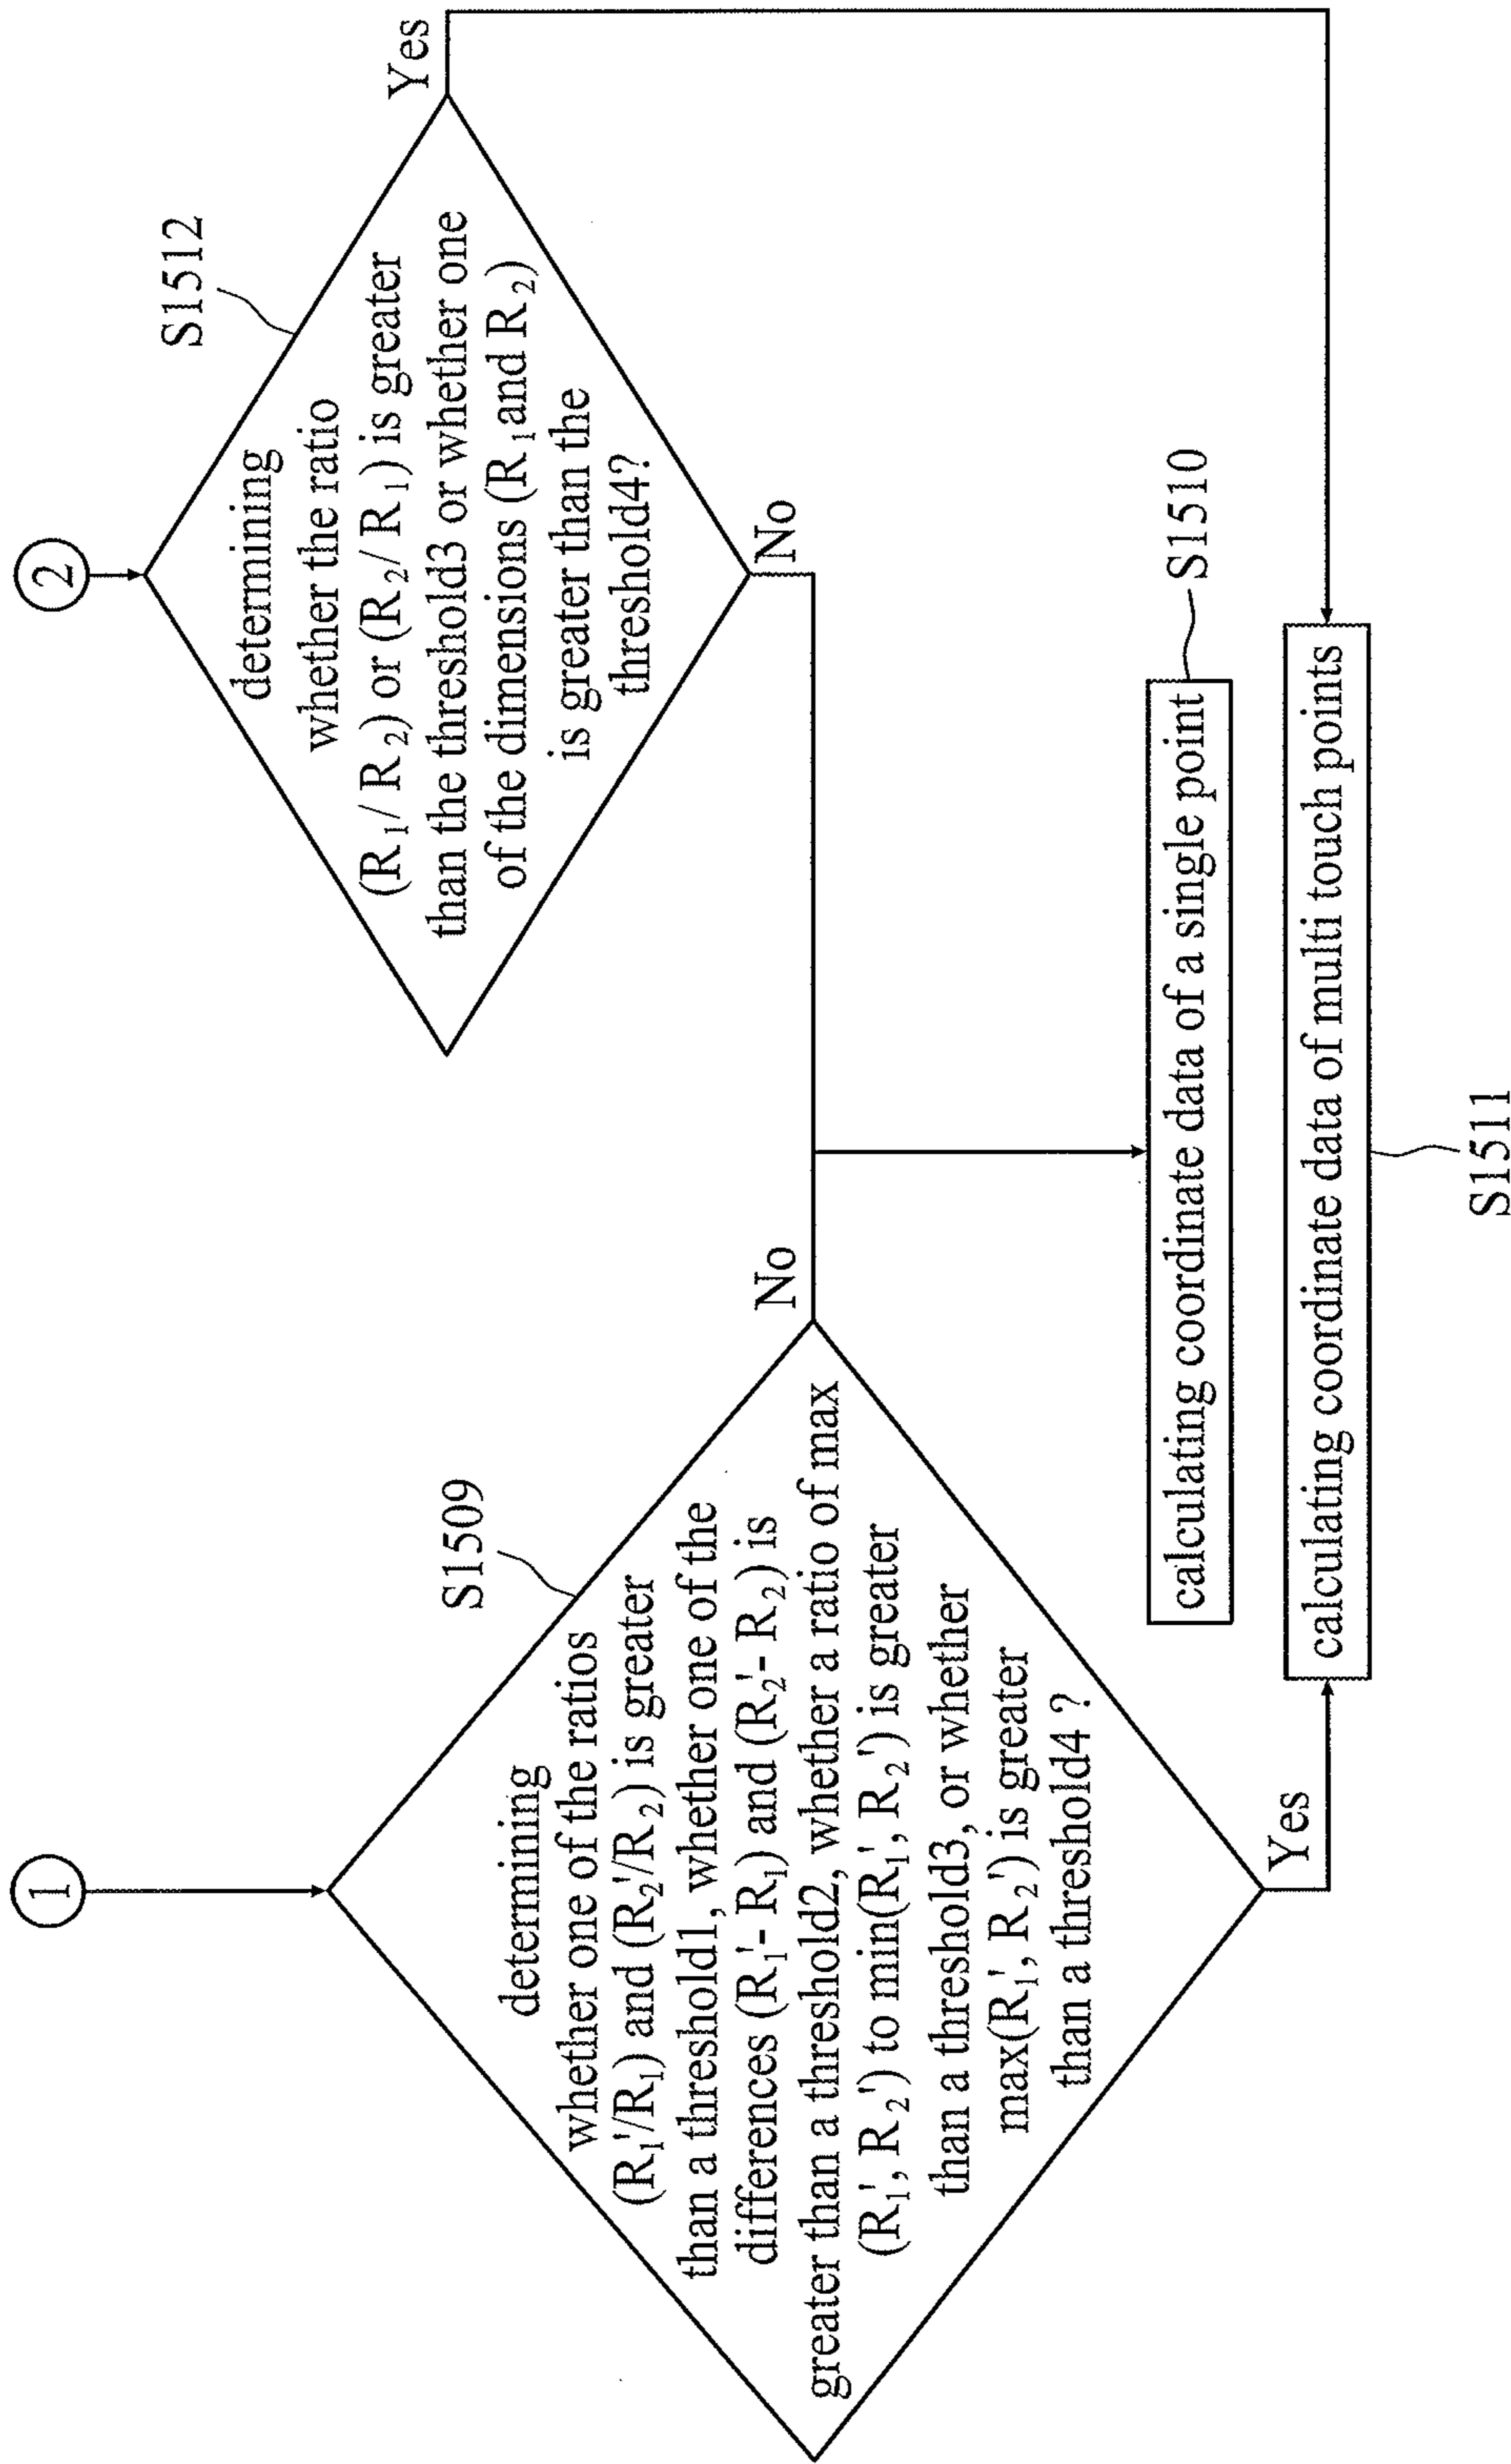 1
S1509
determining
whether one of the ratios
(R₁'/R₁) and (R₂'/R₂) is greater
than a threshold1, whether one of the
differences (R₁'- R₁) and (R₂'- R₂) is
greater than a threshold2, whether a ratio of max
(R₁', R₂') to min(R₁', R₂') is greater
than a threshold3, or whether
max(R₁', R₂') is greater
than a threshold4 ?
No
Yes
2
S1512
determining
whether the ratio
(R₁/ R₂) or (R₂/ R₁) is greater
than the threshold3 or whether one
of the dimensions (R₁and R₂)
is greater than the
threshold4?
Yes
No
S1510
calculating coordinate data of a single point
calculating coordinate data of multi touch points
S1511